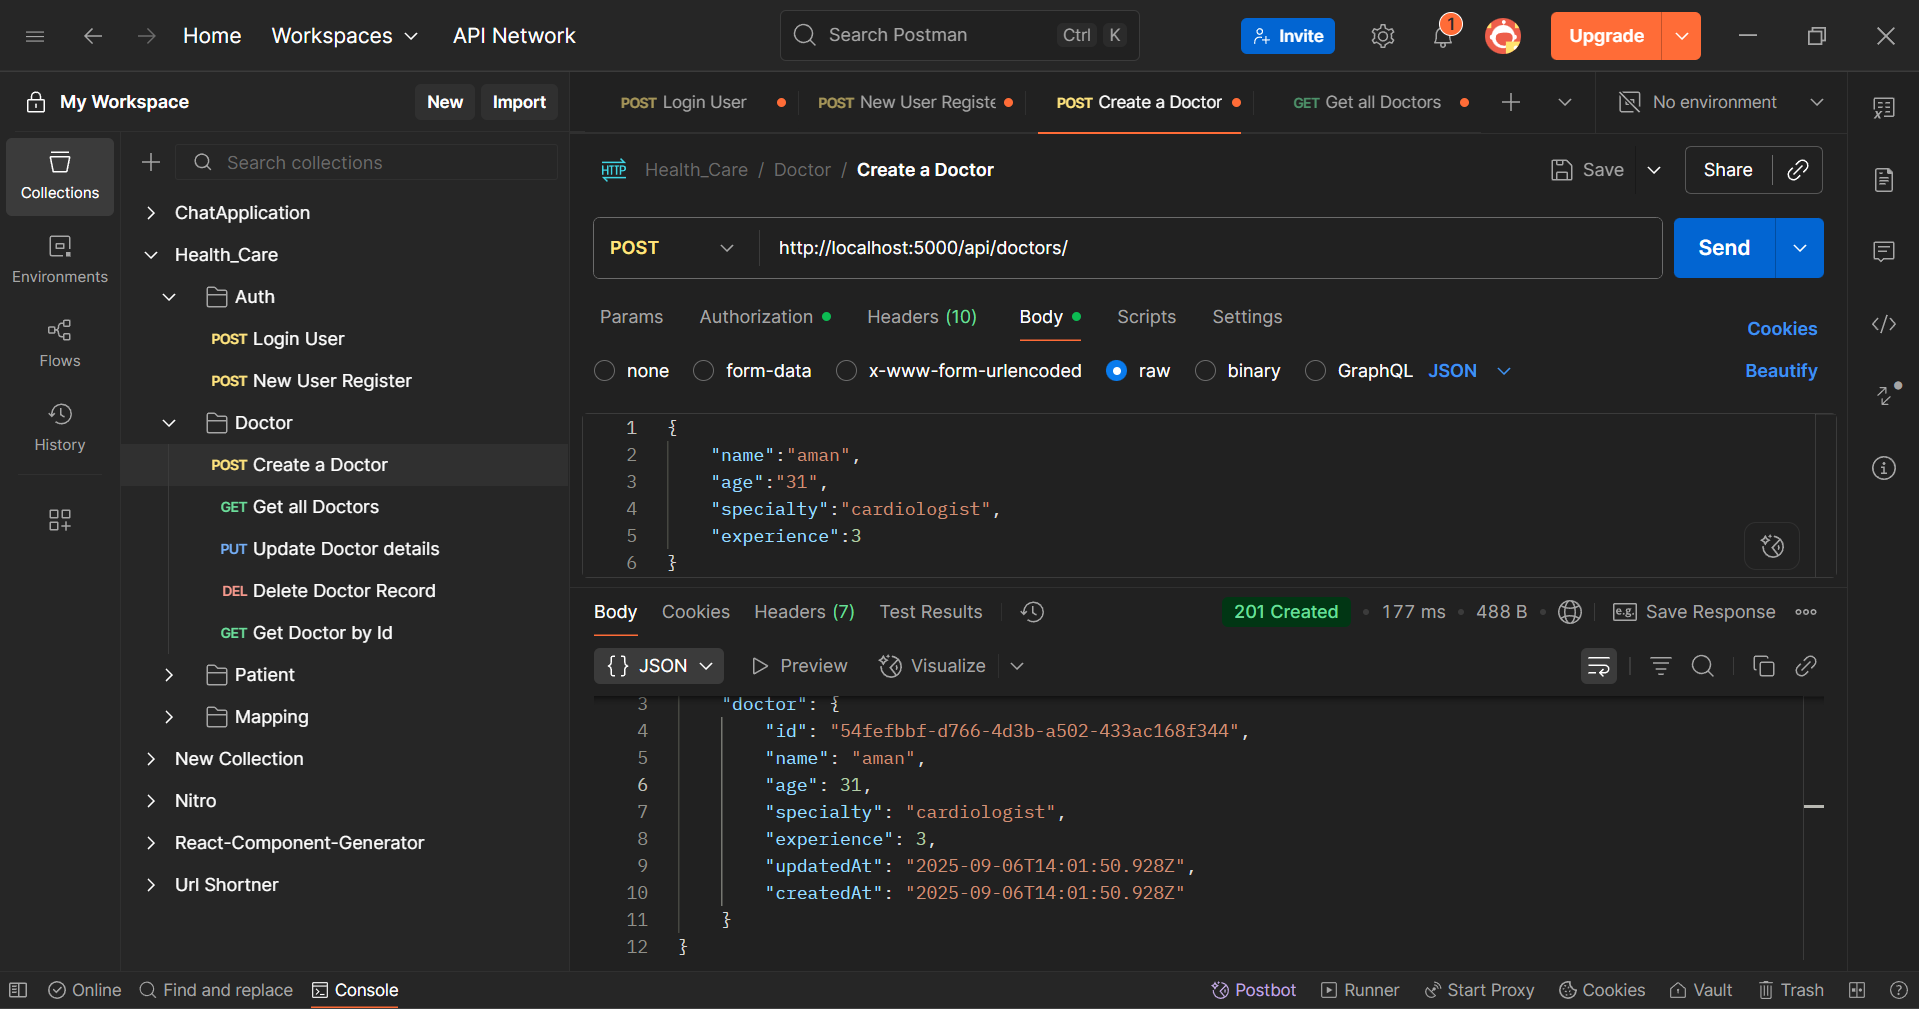 Home Workspaces API Network Search Postman Ctrl K Invite 1 Upgrade
My Workspace New Import
POST Login User POST New User Registe POST Create a Doctor GET Get all Doctors No environment
Collections
Environments
Flows
History
Search collections
ChatApplication
Health_Care
Auth
POST Login User
POST New User Register
Doctor
POST Create a Doctor
GET Get all Doctors
PUT Update Doctor details
DEL Delete Doctor Record
GET Get Doctor by Id
Patient
Mapping
New Collection
Nitro
React-Component-Generator
Url Shortner
HTTP Health_Care / Doctor / Create a Doctor Save Share
POST http://localhost:5000/api/doctors/ Send
Params Authorization Headers (10) Body Scripts Settings Cookies
none form-data x-www-form-urlencoded raw binary GraphQL JSON Beautify
1 {
2 "name":"aman",
3 "age":"31",
4 "specialty":"cardiologist",
5 "experience":3
6 }
Body Cookies Headers (7) Test Results 201 Created 177 ms 488 B e.g. Save Response
{} JSON Preview Visualize
3 "doctor": {
4 "id": "54fefbbf-d766-4d3b-a502-433ac168f344",
5 "name": "aman",
6 "age": 31,
7 "specialty": "cardiologist",
8 "experience": 3,
9 "updatedAt": "2025-09-06T14:01:50.928Z",
10 "createdAt": "2025-09-06T14:01:50.928Z"
11 }
12 }
Online Find and replace Console Postbot Runner Start Proxy Cookies Vault Trash